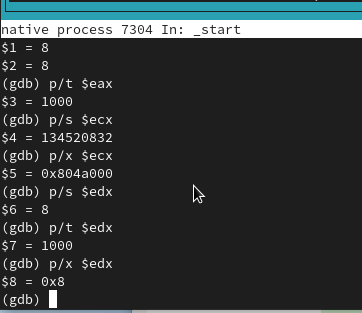 native process 7304 In: _start
$1 = 8
$2 = 8
(gdb) p/t $eax
$3 = 1000
(gdb) p/s $ecx
$4 = 134520832
(gdb) p/x $ecx
$5 = 0x804a000
(gdb) p/s $edx
$6 = 8
(gdb) p/t $edx
$7 = 1000
(gdb) p/x $edx
$8 = 0x8
(gdb)